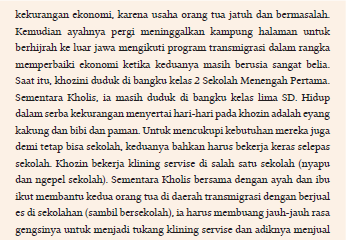 kekurangan ekonomi, karena usaha orang tua jatuh dan bermasalah.
Kemudian ayahnya pergi meninggalkan kampung halaman untuk
berhijrah ke luar jawa mengikuti program transmigrasi dalam rangka
memperbaiki ekonomi ketika keduanya masih berusia sangat belia.
Saat itu, khozini duduk di bangku kelas 2 Sekolah Menengah Pertama.
Sementara Kholis, ia masih duduk di bangku kelas lima SD. Hidup
dalam serba kekurangan menyertai hari-hari pada khozin adalah eyang
kakung dan bibi dan paman. Untuk mencukupi kebutuhan mereka juga
demi tetap bisa sekolah, keduanya bahkan harus bekerja keras selepas
sekolah. Khozin bekerja klining servise di salah satu sekolah (nyapu
dan ngepel sekolah). Sementara Kholis bersama dengan ayah dan ibu
ikut membantu kedua orang tua di daerah transmigrasi dengan berjual
es di sekolahan (sambil bersekolah), ia harus membuang jauh-jauh rasa
gengsinya untuk menjadi tukang klining servise dan adiknya menjual